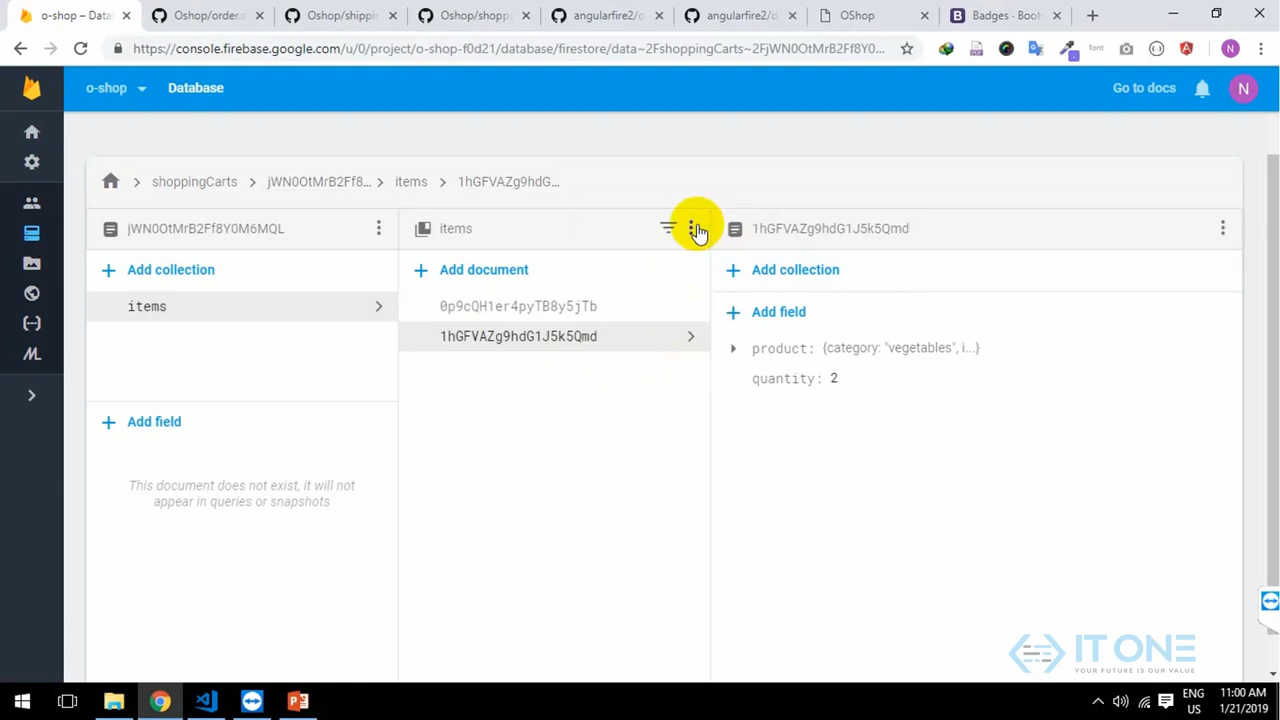 o-shop – Data
Oshop/order.s
Oshop/shippin
Oshop/shopp
angularfire2/c
angularfire2/d
OShop
Badges · Boots
https://console.firebase.google.com/u/0/project/o-shop-f0d21/database/firestore/data~2FshoppingCarts~2FjWN0OtMrB2Ff8Y0...
font
N
o-shop
Database
Go to docs
N
shoppingCarts
jWN0OtMrB2Ff8...
items
1hGFVAZg9hdG...
jWN0OtMrB2Ff8Y0M6MQL
items
1hGFVAZg9hdG1J5k5Qmd
+ Add collection
+ Add document
+ Add collection
items
0p9cQH1er4pyTB8y5jTb
+ Add field
1hGFVAZg9hdG1J5k5Qmd
product: {category: "vegetables", i...}
quantity: 2
+ Add field
This document does not exist, it will not
appear in queries or snapshots
IT ONE
YOUR FUTURE IS OUR VALUE
ENG
US
11:00 AM
1/21/2019